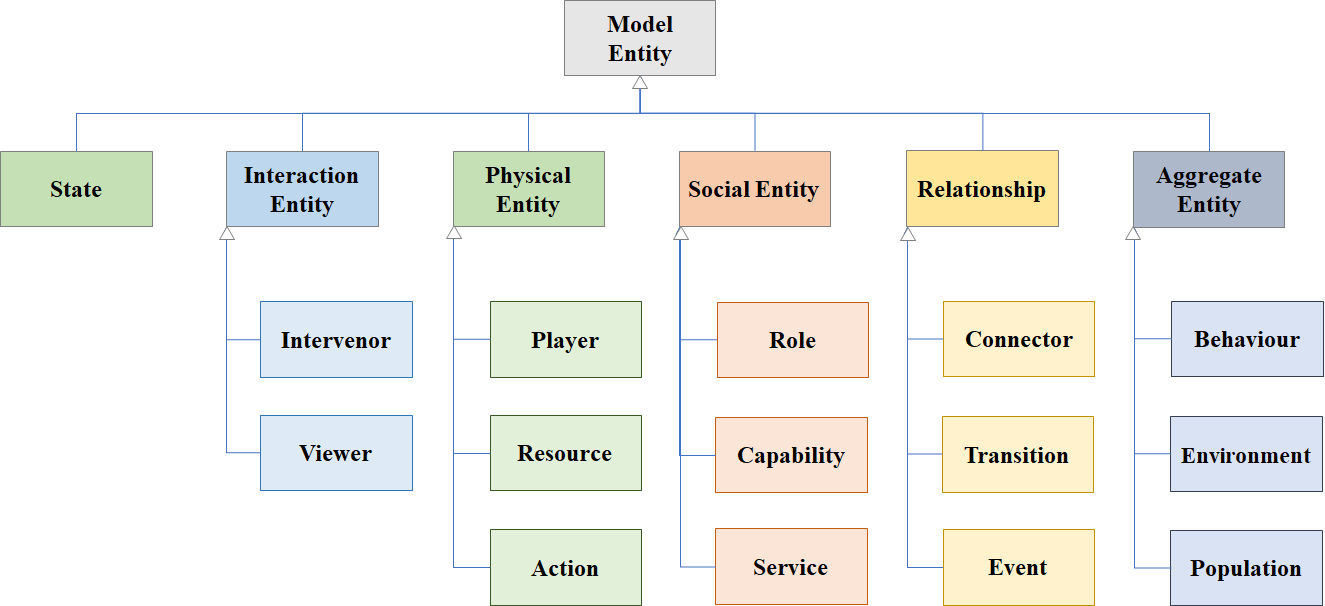 Model
Entity
State
Interaction
Entity
Physical
Entity
Social Entity
Relationship
Aggregate
Entity
Intervenor
Player
Role
Connector
Behaviour
Viewer
Resource
Capability
Transition
Environment
Action
Service
Event
Population